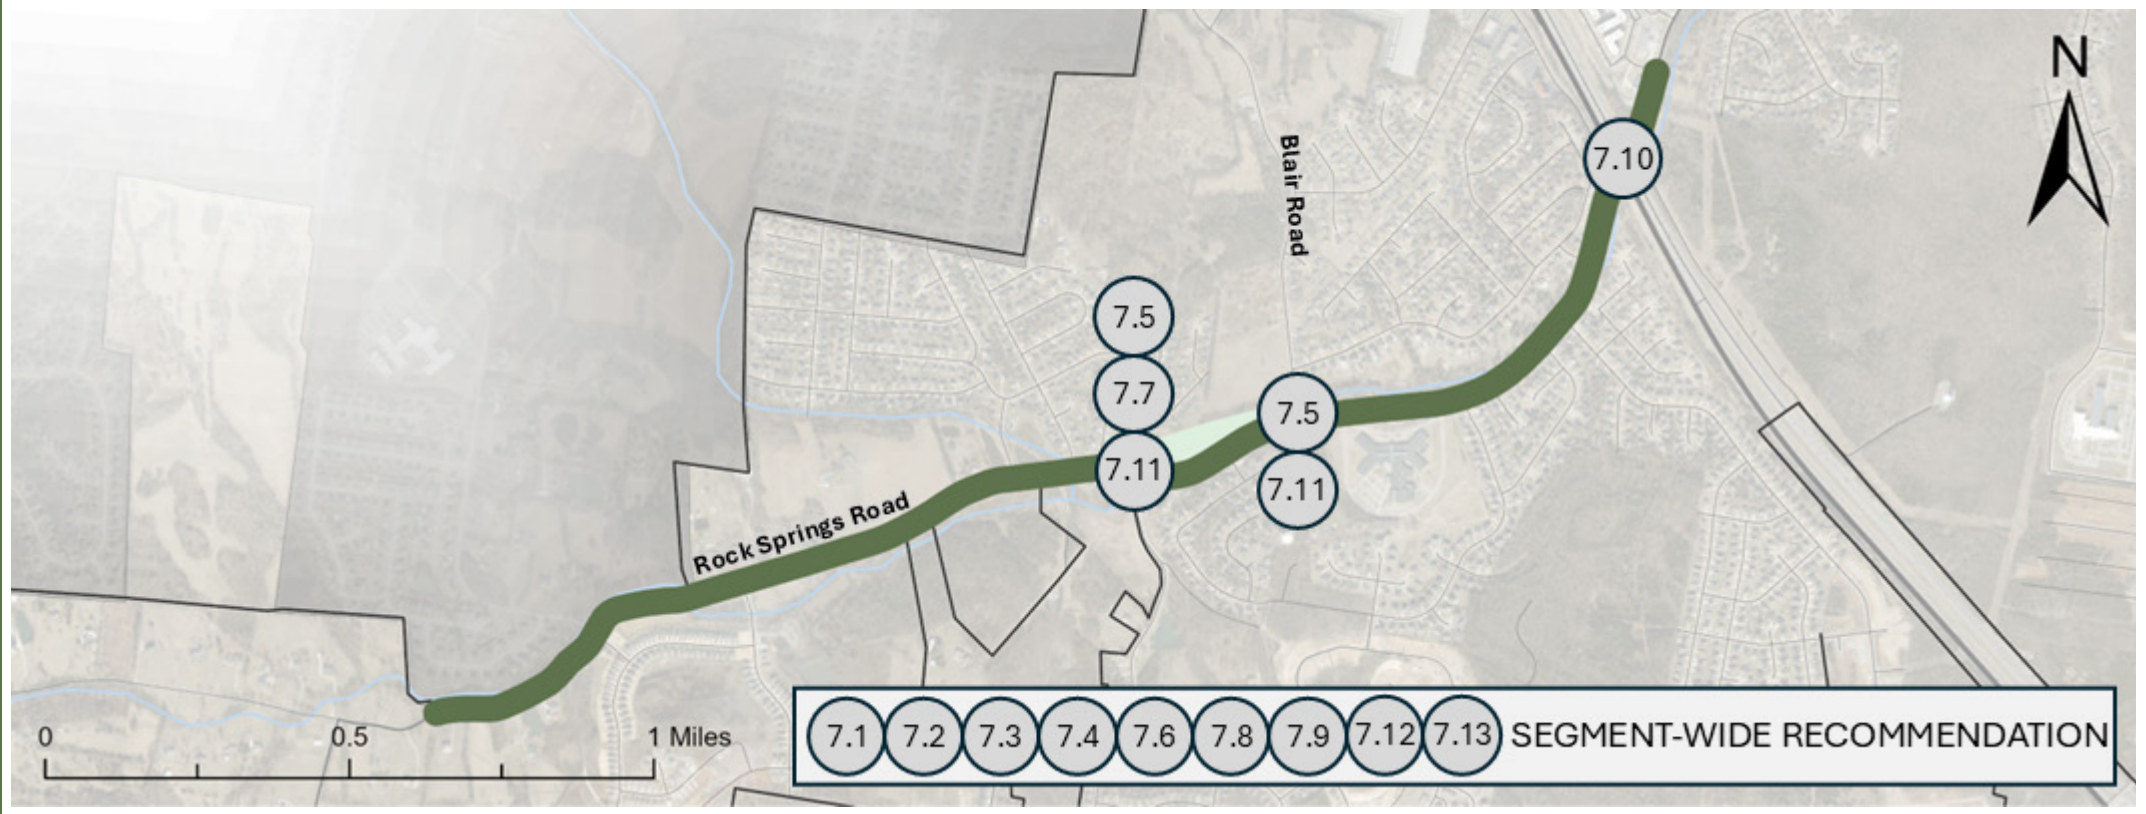 N
Blair Road
7.10
7.5
7.7
7.11
7.5
7.11
Rock Springs Road
0 0.5 1 Miles
7.1 7.2 7.3 7.4 7.6 7.8 7.9 7.12 7.13 SEGMENT-WIDE RECOMMENDATION